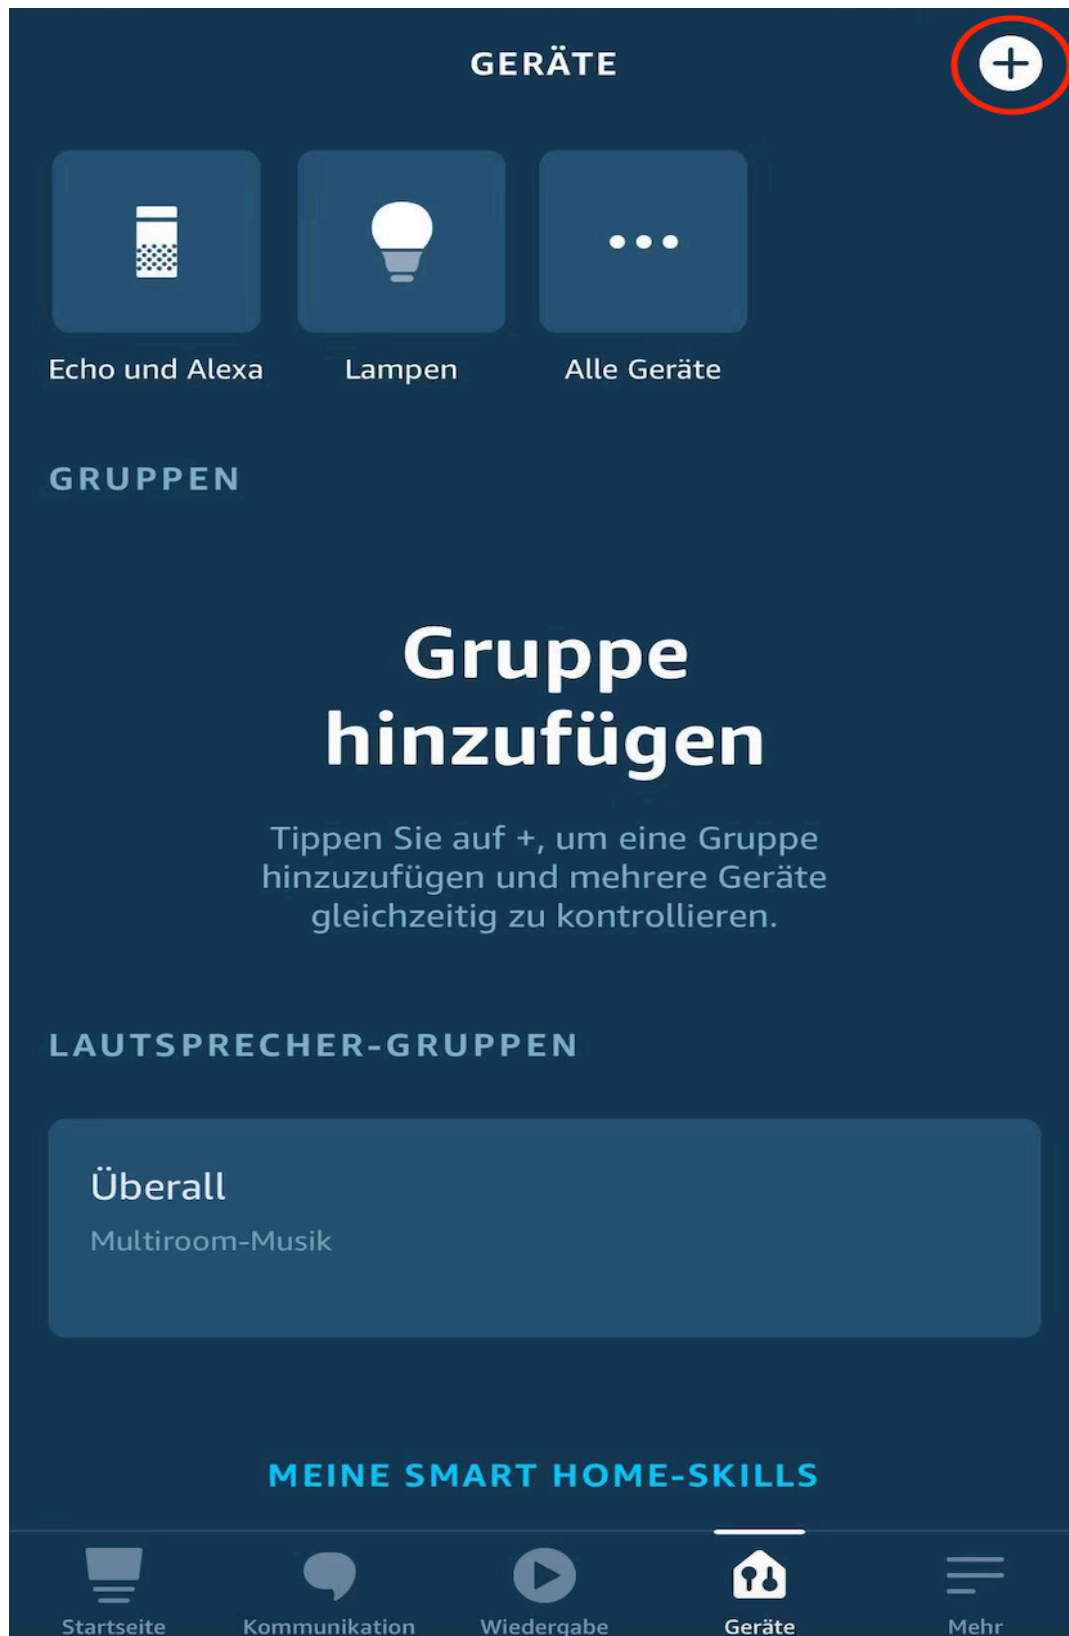 GERÄTE
Echo und Alexa
Lampen
Alle Geräte
GRUPPEN
Gruppe
hinzufügen
Tippen Sie auf +, um eine Gruppe
hinzuzufügen und mehrere Geräte
gleichzeitig zu kontrollieren.
LAUTSPRECHER-GRUPPEN
Überall
Multiroom-Musik
MEINE SMART HOME-SKILLS
Startseite
Kommunikation
Wiedergabe
Geräte
Mehr